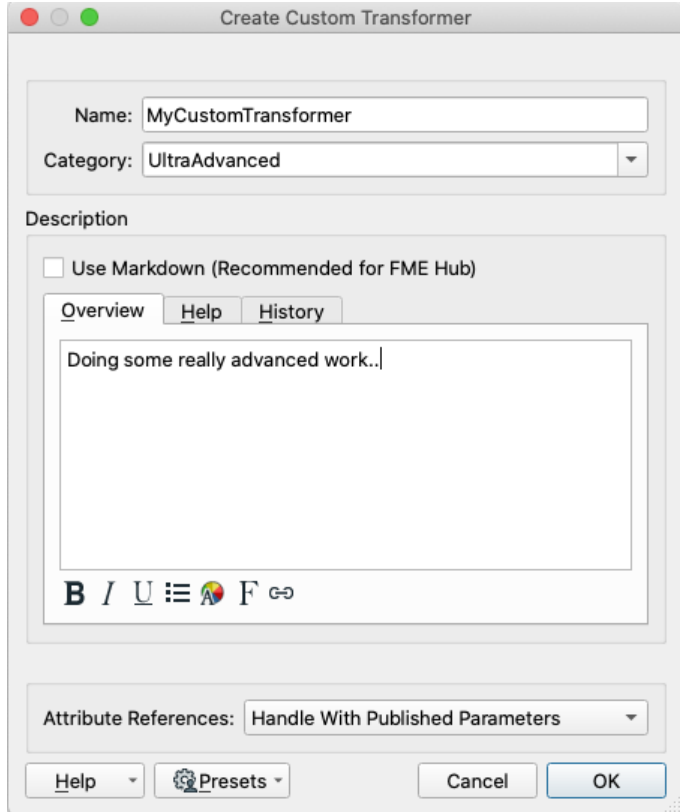 Create Custom Transformer
Name: MyCustomTransformer
Category: UltraAdvanced
Description
Use Markdown (Recommended for FME Hub)
Overview Help History
Doing some really advanced work..
B I U A F
Attribute References: Handle With Published Parameters
Help Presets Cancel OK